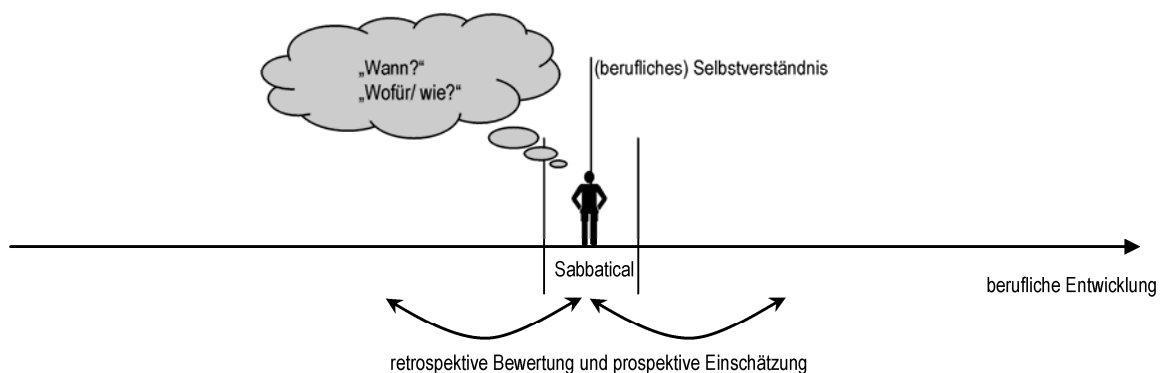 „Wann?“
„Wofür/ wie?“
(berufliches) Selbstverständnis
Sabbatical
berufliche Entwicklung
retrospektive Bewertung und prospektive Einschätzung